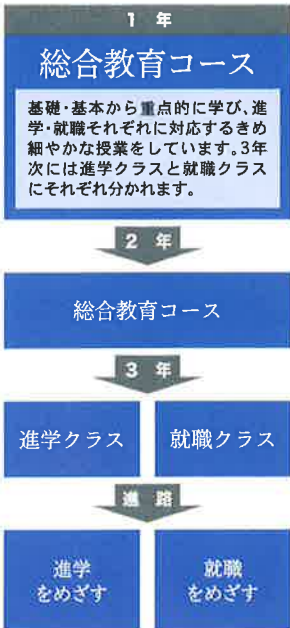 1 年
総合教育コース
基礎・基本から重点的に学び、進
学・就職それぞれに対応するきめ
細やかな授業をしています。3年
次には進学クラスと就職クラス
にそれぞれ分かれます。
2 年
総合教育コース
3 年
進学クラス 就職クラス
進 路
進学 就職
をめざす をめざす